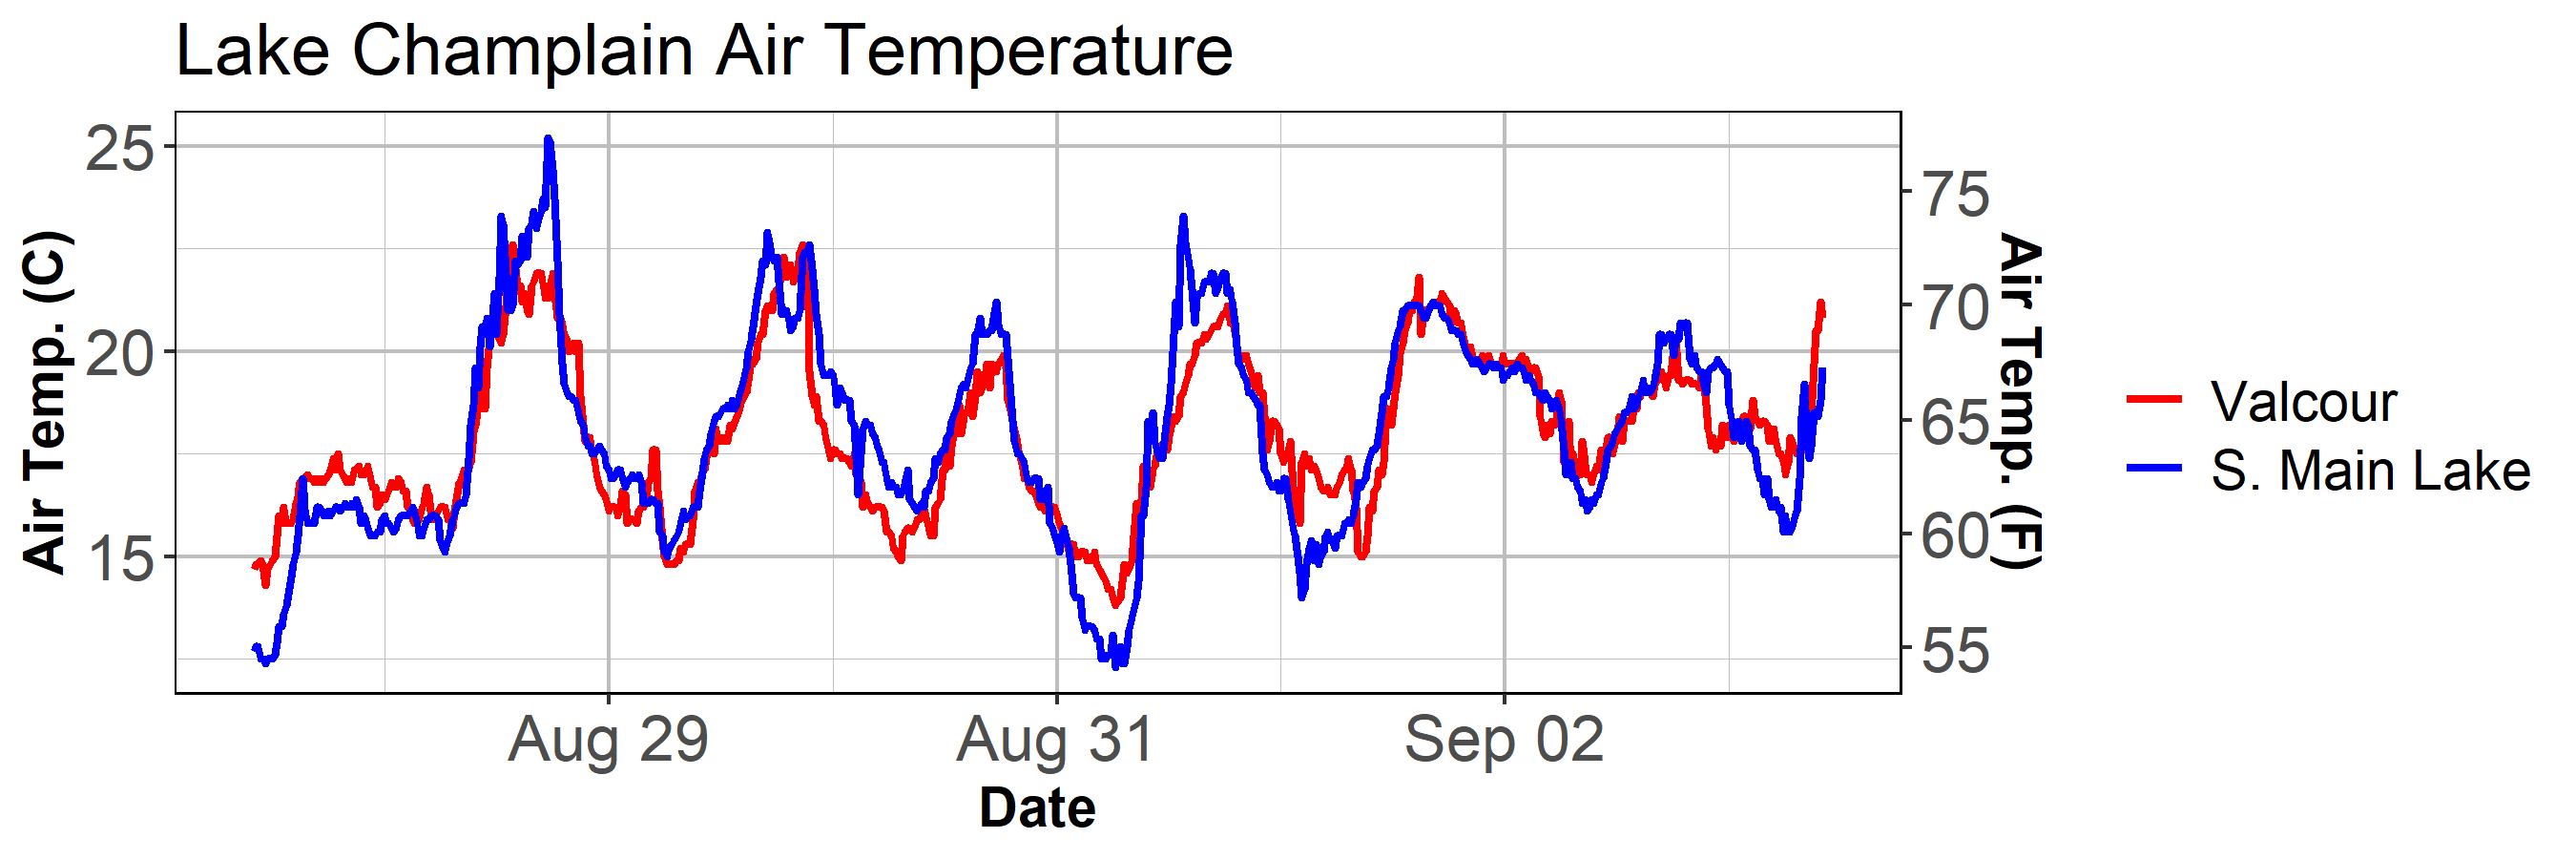 Lake Champlain Air Temperature
25
20
15
Air Temp. (C)
75
70
65
60
55
Air Temp. (F)
Aug 29
Aug 31
Sep 02
Date
Valcour
S. Main Lake